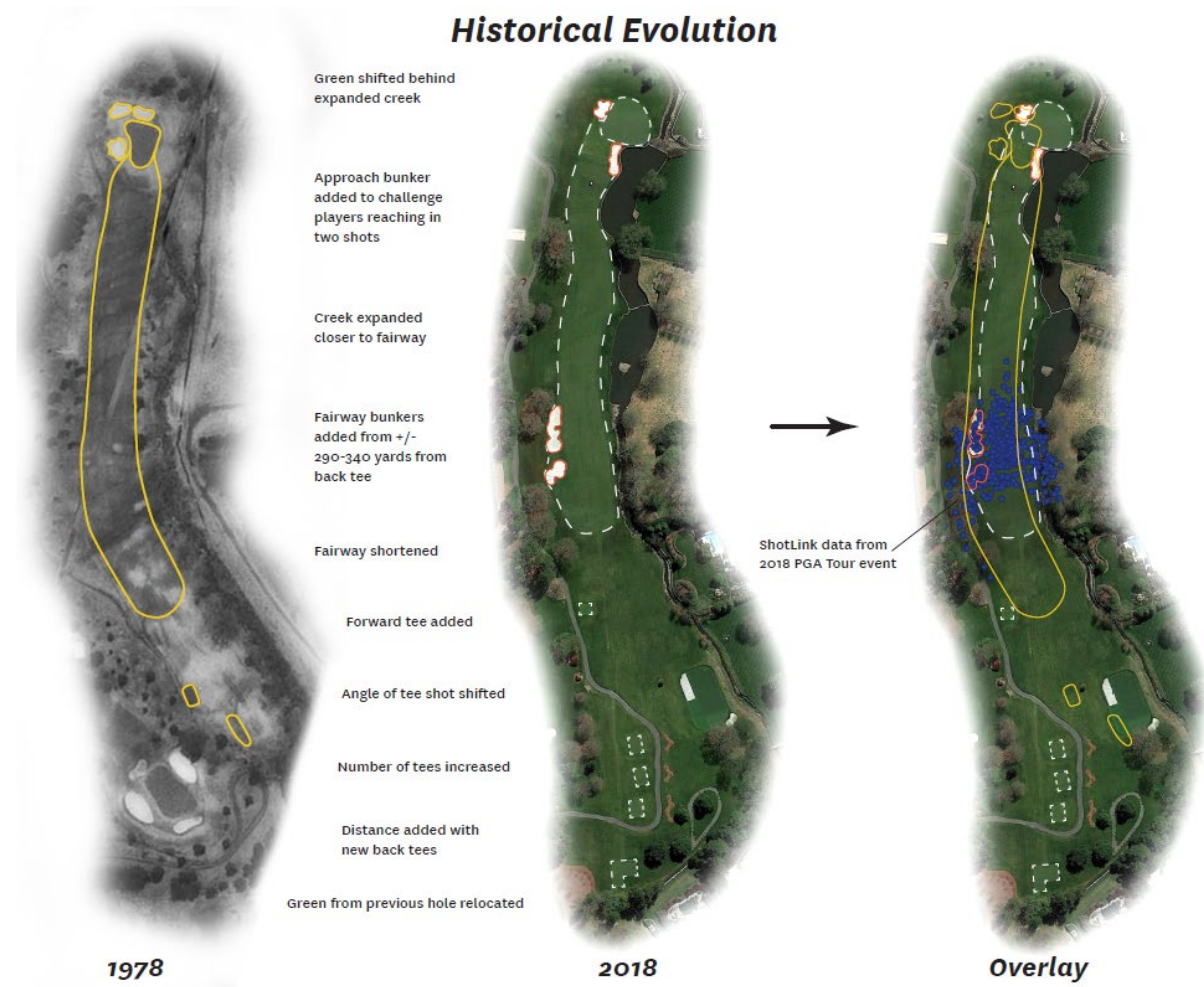 Historical Evolution
Green shifted behind
expanded creek
Approach bunker
added to challenge
players reaching in
two shots
Creek expanded
closer to fairway
Fairway bunkers
added from +/-
290-340 yards from
back tee
Fairway shortened
Forward tee added
Angle of tee shot shifted
Number of tees increased
Distance added with
new back tees
Green from previous hole relocated
ShotLink data from
2018 PGA Tour event
1978
2018
Overlay